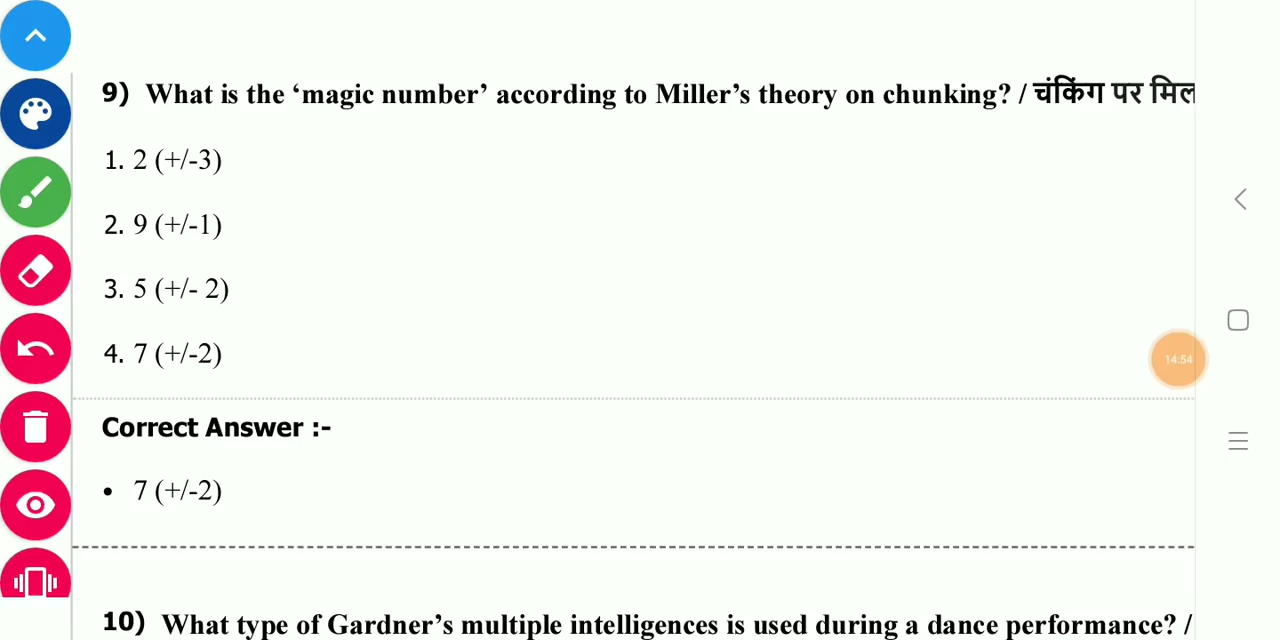 9) What is the ‘magic number’ according to Miller’s theory on chunking? / चंकिंग पर
1. 2 (+/-3)
2. 9 (+/-1)
3. 5 (+/- 2)
4. 7 (+/-2)
14:54
Correct Answer :-
• 7 (+/-2)
10) What type of Gardner’s multiple intelligences is used during a dance performance? /